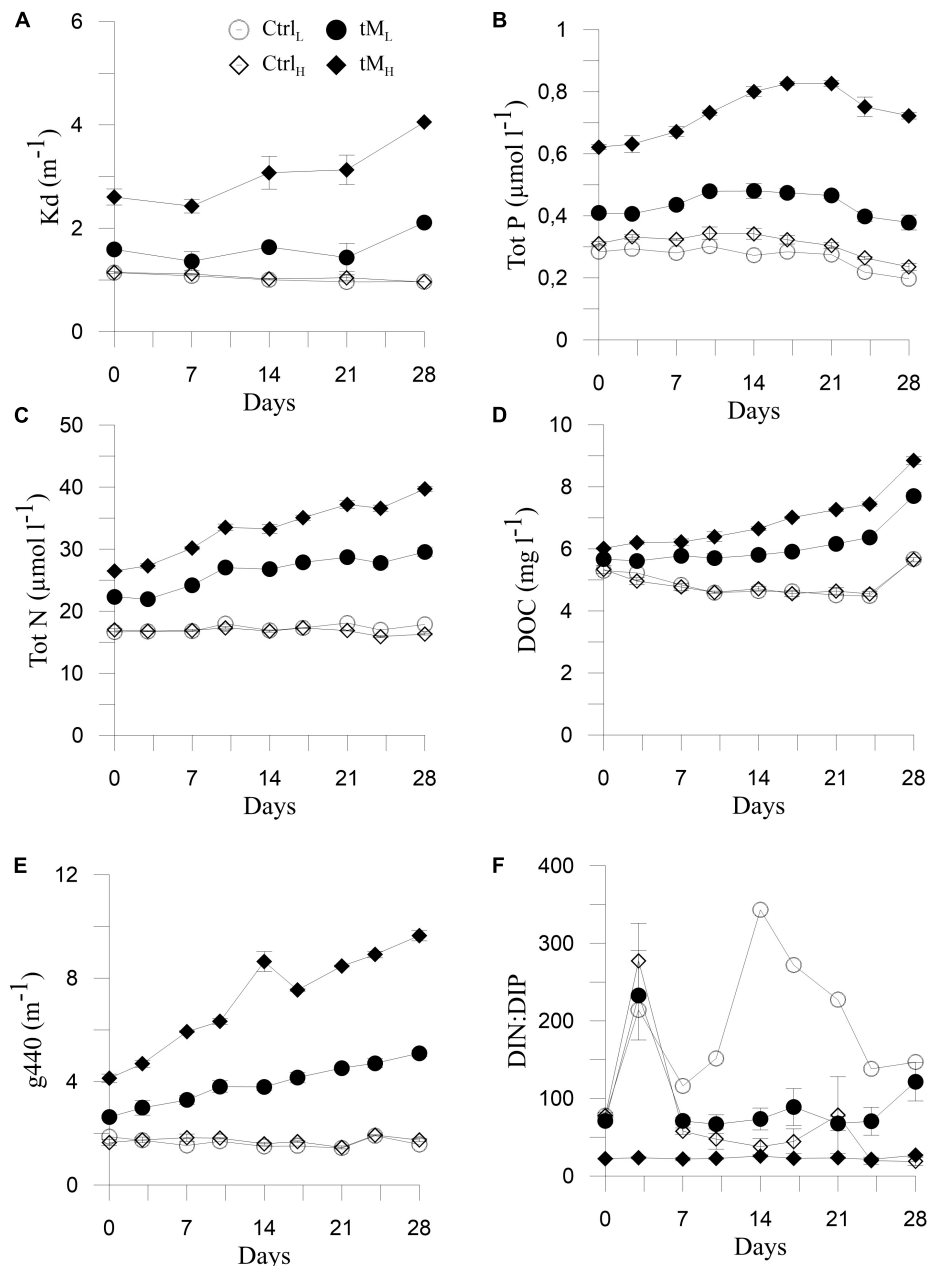 A
Kd (m⁻¹)
6
4
2
0
0 7 14 21 28
Days
Ctrl_L tM_L
Ctrl_H tM_H
B
Tot P (µmol l⁻¹)
1
0,8
0,6
0,4
0,2
0
0 7 14 21 28
Days
C
Tot N (µmol l⁻¹)
50
40
30
20
10
0
0 7 14 21 28
Days
D
DOC (mg l⁻¹)
10
8
6
4
2
0
0 7 14 21 28
Days
E
g440 (m⁻¹)
12
8
4
0
0 7 14 21 28
Days
F
DIN:DIP
400
300
200
100
0
0 7 14 21 28
Days